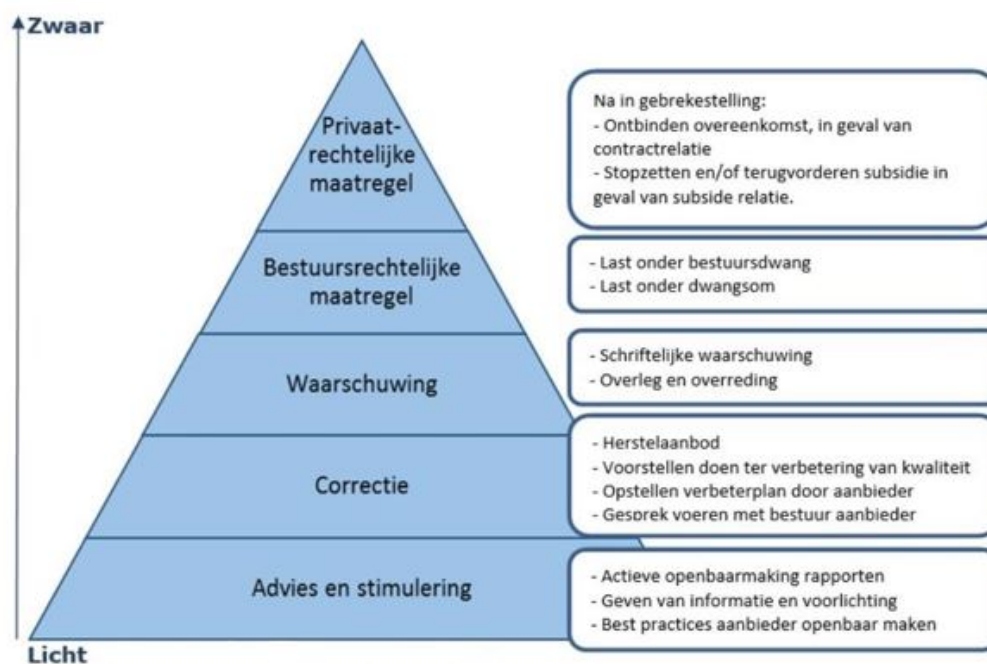 Zwaar
Privaat-
rechtelijke
maatregel
Na in gebrekestelling:
- Ontbinden overeenkomst, in geval van
contractrelatie
- Stopzetten en/of terugvorderen subsidie in
geval van subside relatie.
Bestuursrechtelijke
maatregel
- Last onder bestuursdwang
- Last onder dwangsom
Waarschuwing
- Schriftelijke waarschuwing
- Overleg en overreding
Correctie
- Herstelaanbod
- Voorstellen doen ter verbetering van kwaliteit
- Opstellen verbeterplan door aanbieder
- Gesprek voeren met bestuur aanbieder
Advies en stimulering
- Actieve openbaarmaking rapporten
- Geven van informatie en voorlichting
- Best practices aanbieder openbaar maken
Licht